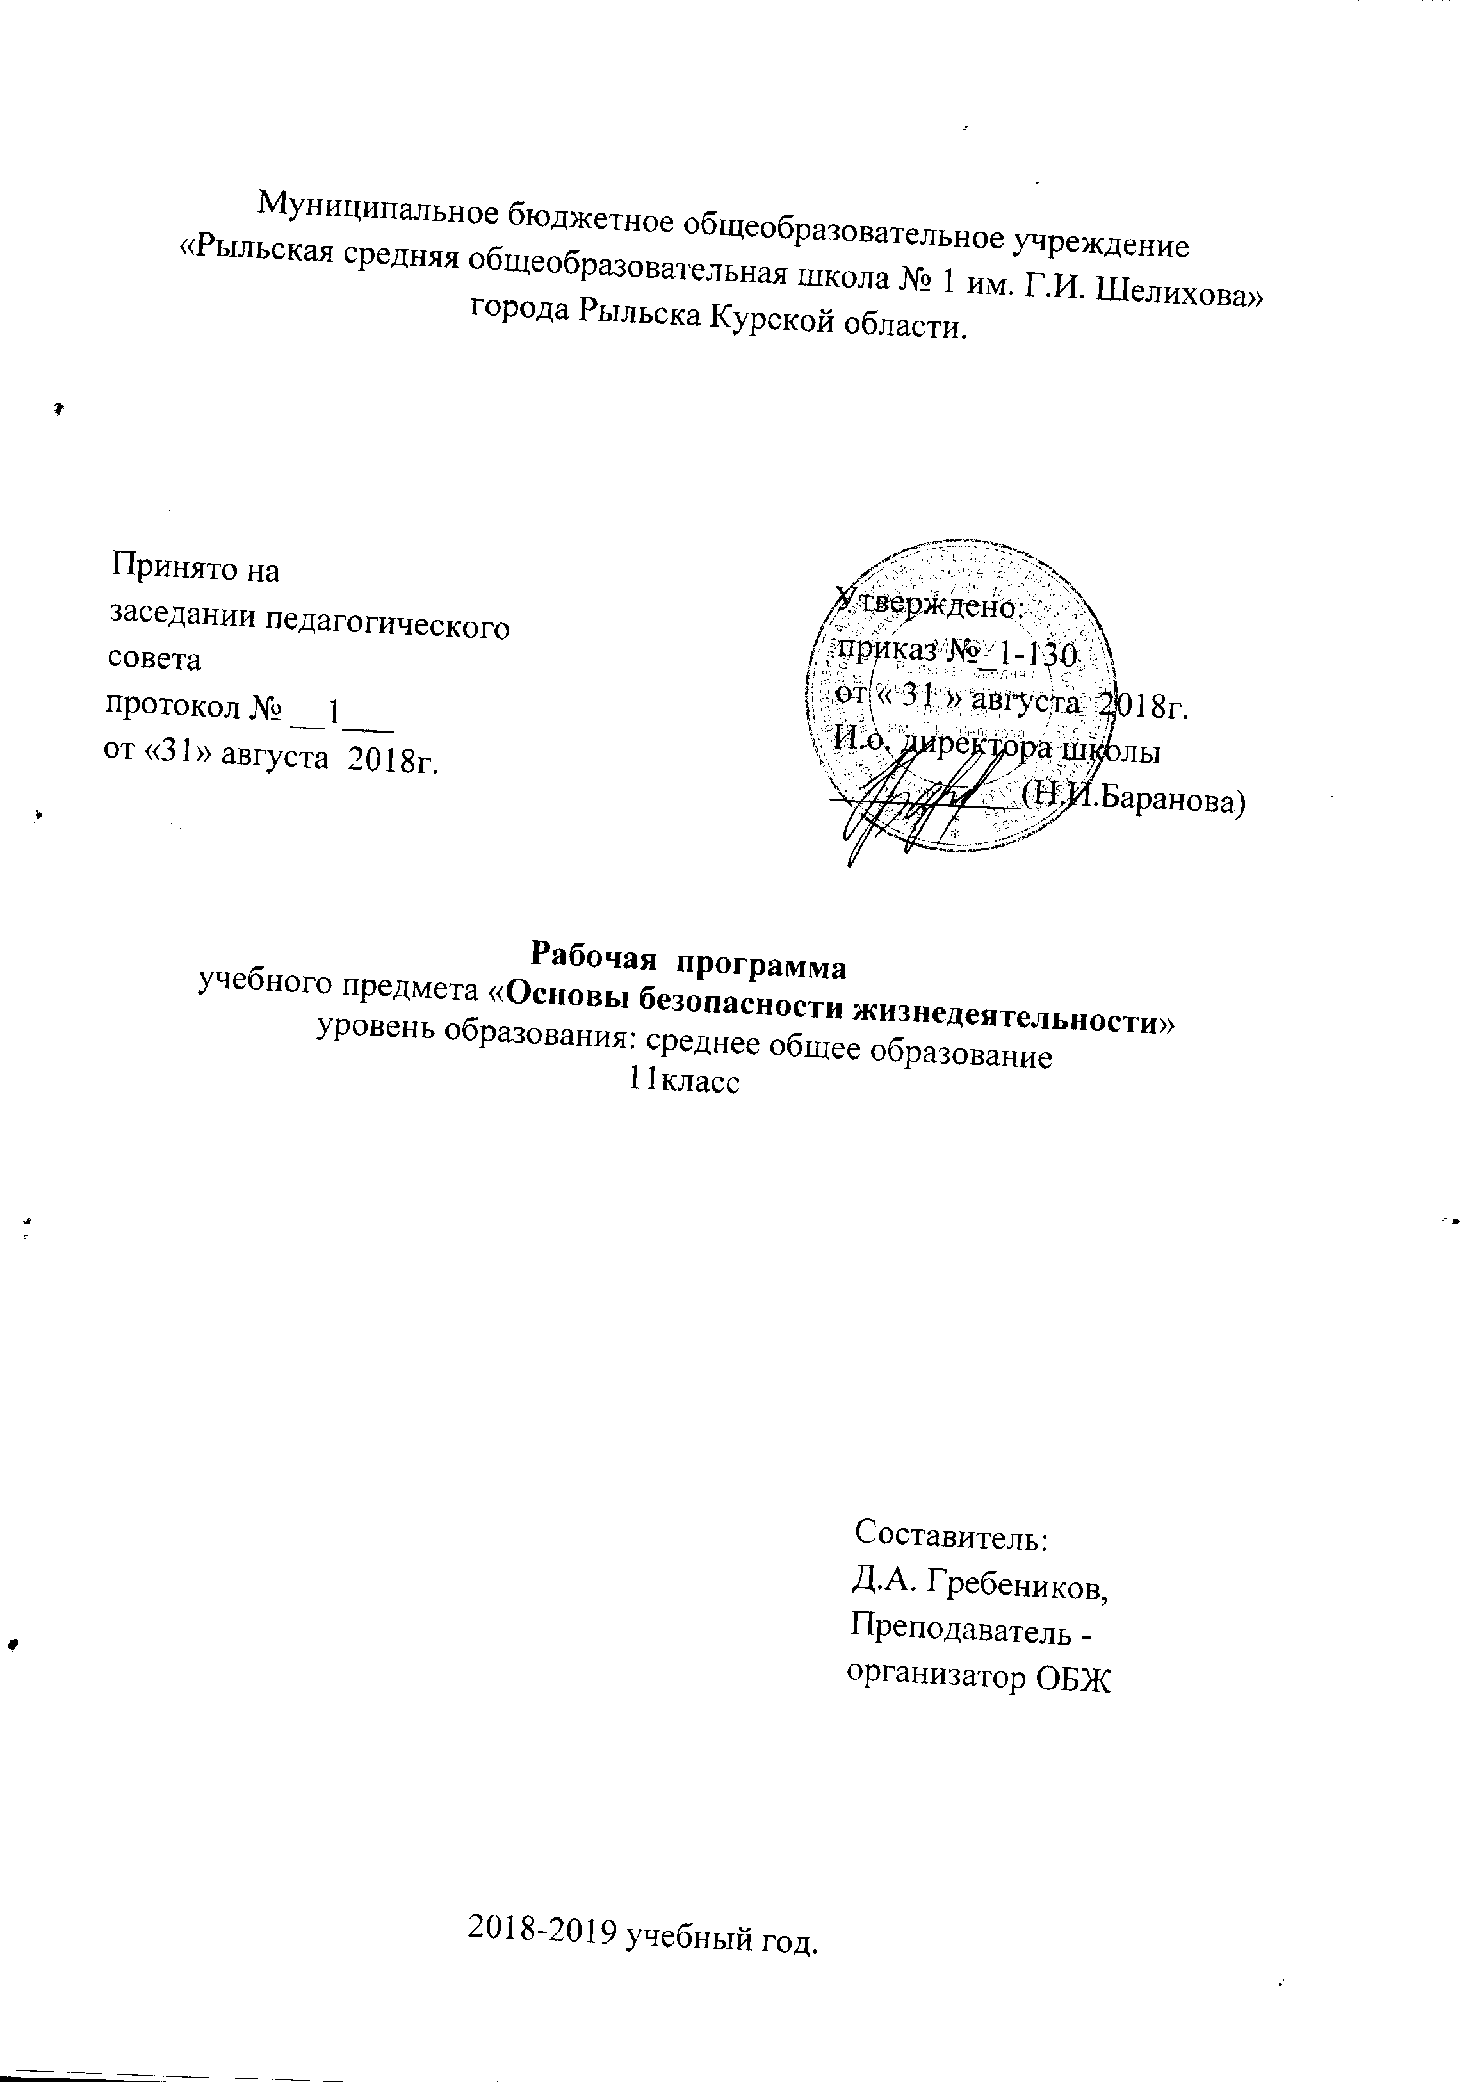 Муниципальное бюджетное общеобразовательное учреждение
«Рыльская средняя общеобразовательная школа № 1 им. Г.И. Шелихова»
города Рыльска Курской области.
Принято на
заседании педагогического
совета
протокол № __ 1 ___
от «31» августа 2018г.
Утверждено:
приказ №_1-130
от « 31 » августа 2018г.
И.о. директора школы
(Н.И.Баранова)
Рабочая программа
учебного предмета «Основы безопасности жизнедеятельности»
уровень образования: среднее общее образование
11класс
Составитель:
Д.А. Гребеников,
Преподаватель -
организатор ОБЖ
2018-2019 учебный год.